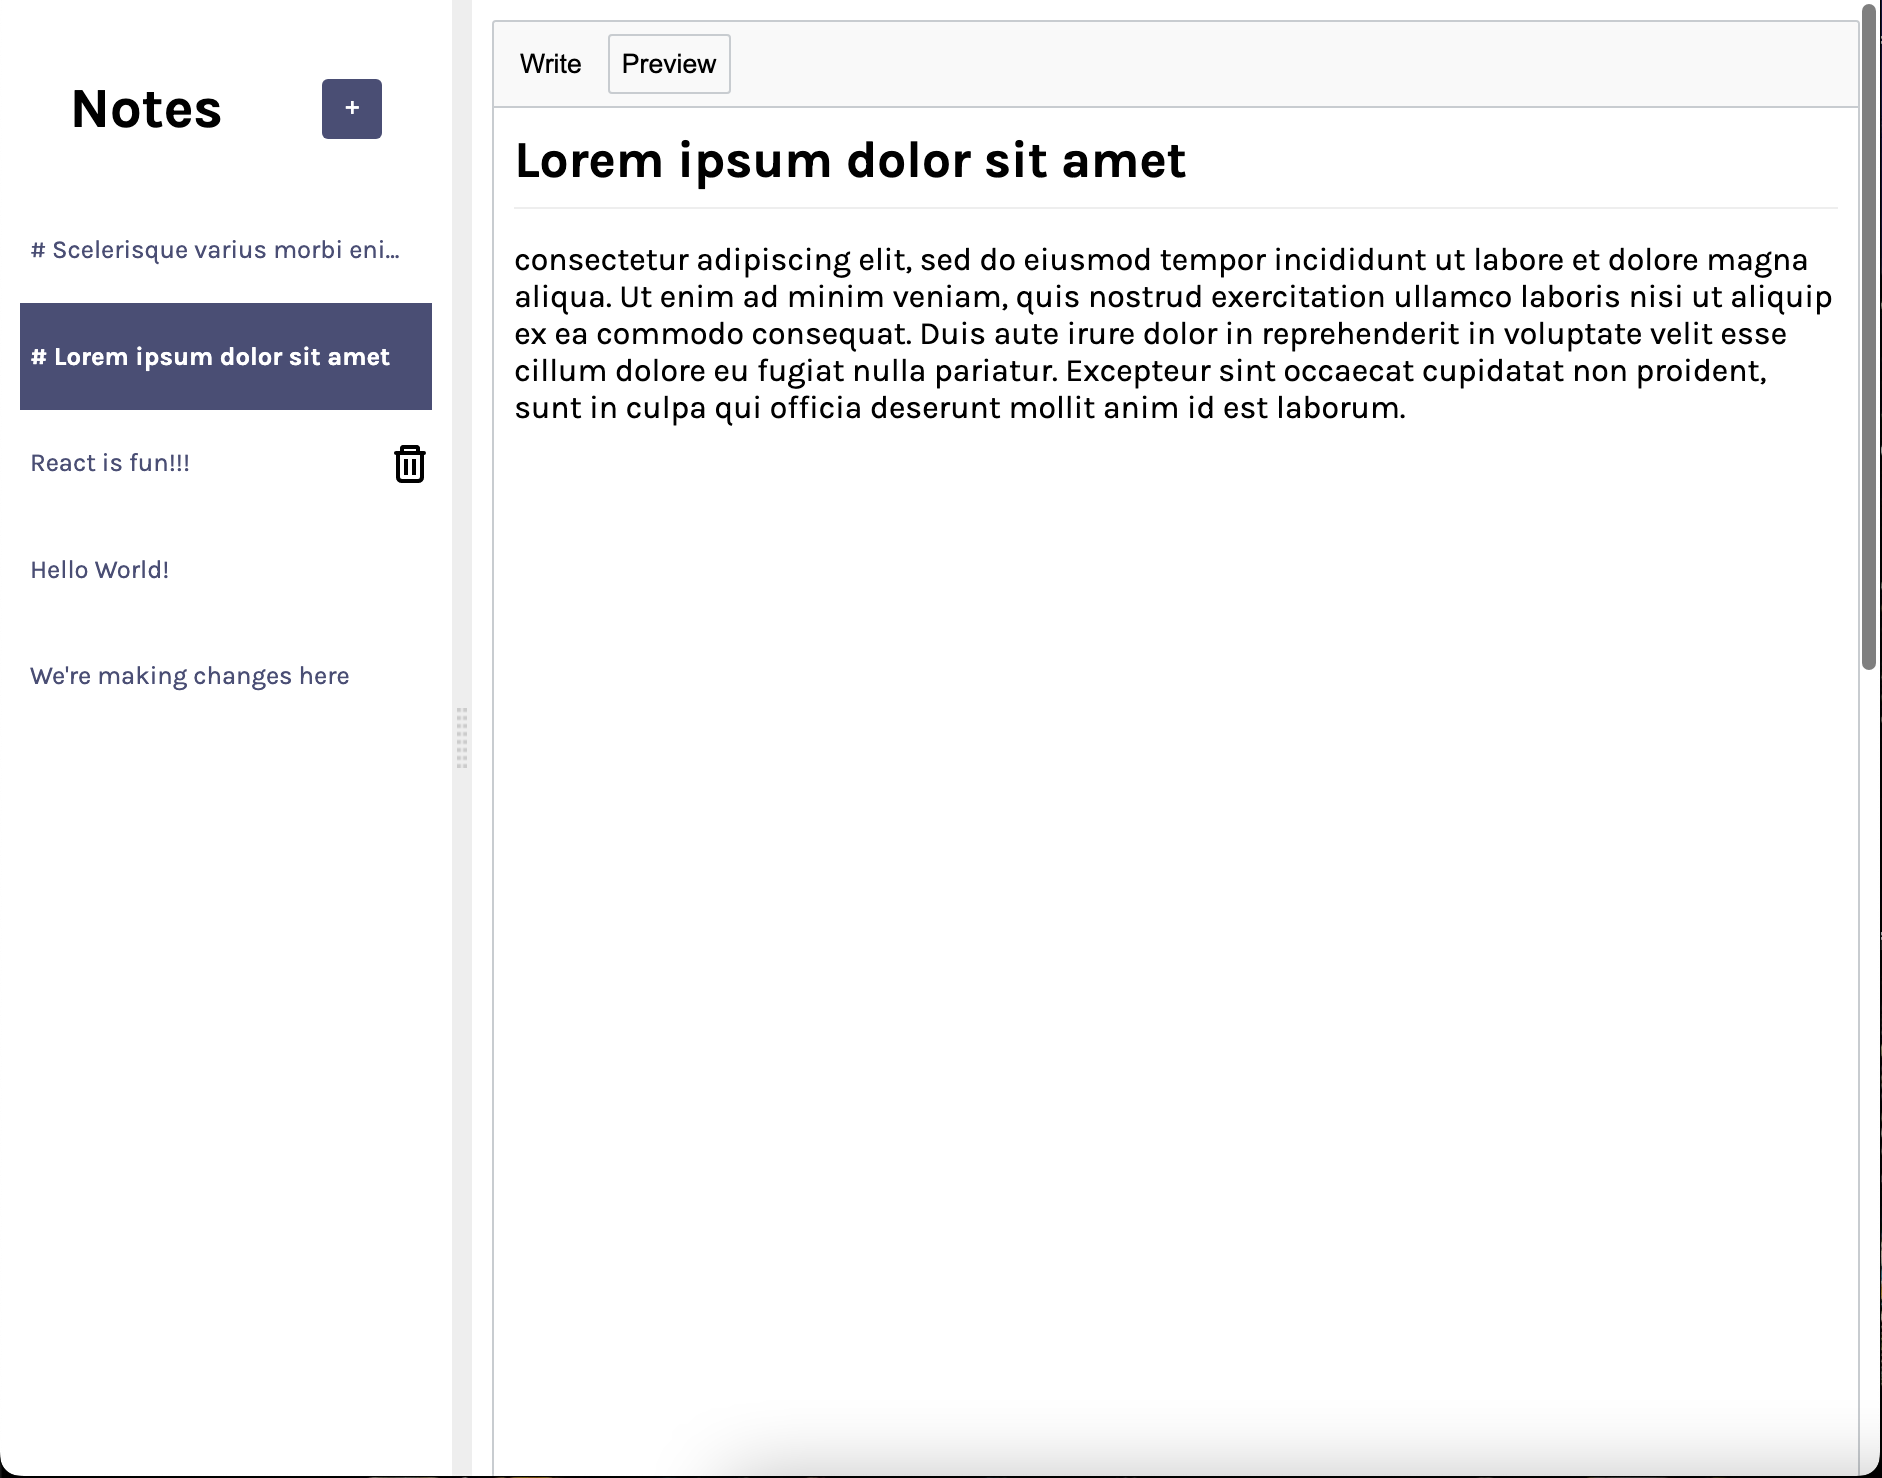 Notes
+
# Scelerisque varius morbi eni...
# Lorem ipsum dolor sit amet
React is fun!!!
Hello World!
We're making changes here
Write Preview
Lorem ipsum dolor sit amet
consectetur adipiscing elit, sed do eiusmod tempor incididunt ut labore et dolore magna
aliqua. Ut enim ad minim veniam, quis nostrud exercitation ullamco laboris nisi ut aliquip
ex ea commodo consequat. Duis aute irure dolor in reprehenderit in voluptate velit esse
cillum dolore eu fugiat nulla pariatur. Excepteur sint occaecat cupidatat non proident,
sunt in culpa qui officia deserunt mollit anim id est laborum.